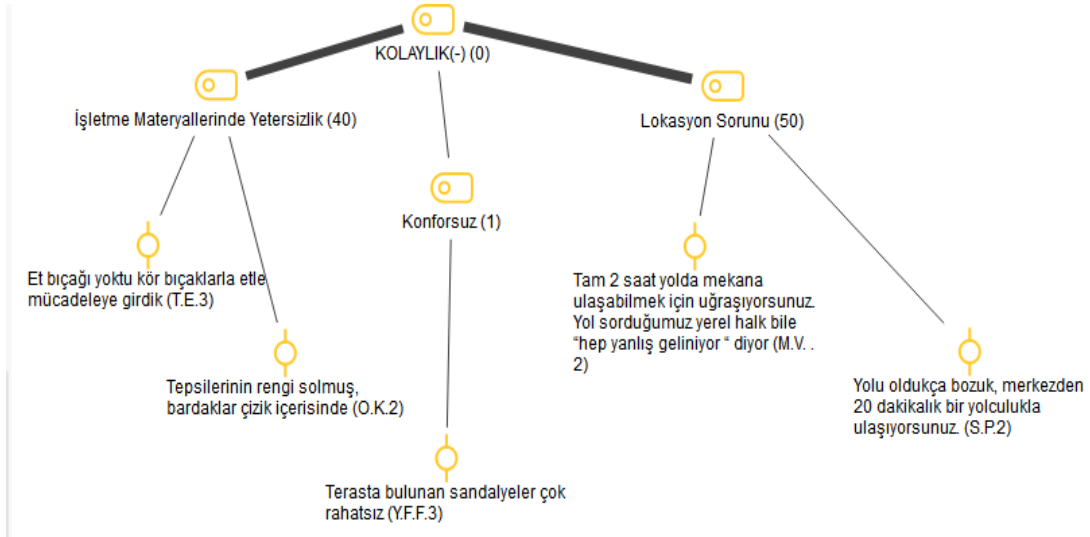 KOLAYLIK(-) (0)
İşletme Materyallerinde Yetersizlik (40)
Lokasyon Sorunu (50)
Konforsuz (1)
Et bıçağı yoktu kör bıçaklarla etle
mücadeleye girdik (T.E.3)
Tam 2 saat yolda mekana
ulaşabilmek için uğraşıyorsunuz.
Yol sorduğumuz yerel halk bile
“hep yanlış geliniyor “ diyor (M.V. .
2)
Tepsilerinin rengi solmuş,
bardaklar çizik içerisinde (O.K.2)
Yolu oldukça bozuk, merkezden
20 dakikalık bir yolculukla
ulaşıyorsunuz. (S.P.2)
Terasta bulunan sandalyeler çok
rahatsız (Y.F.F.3)